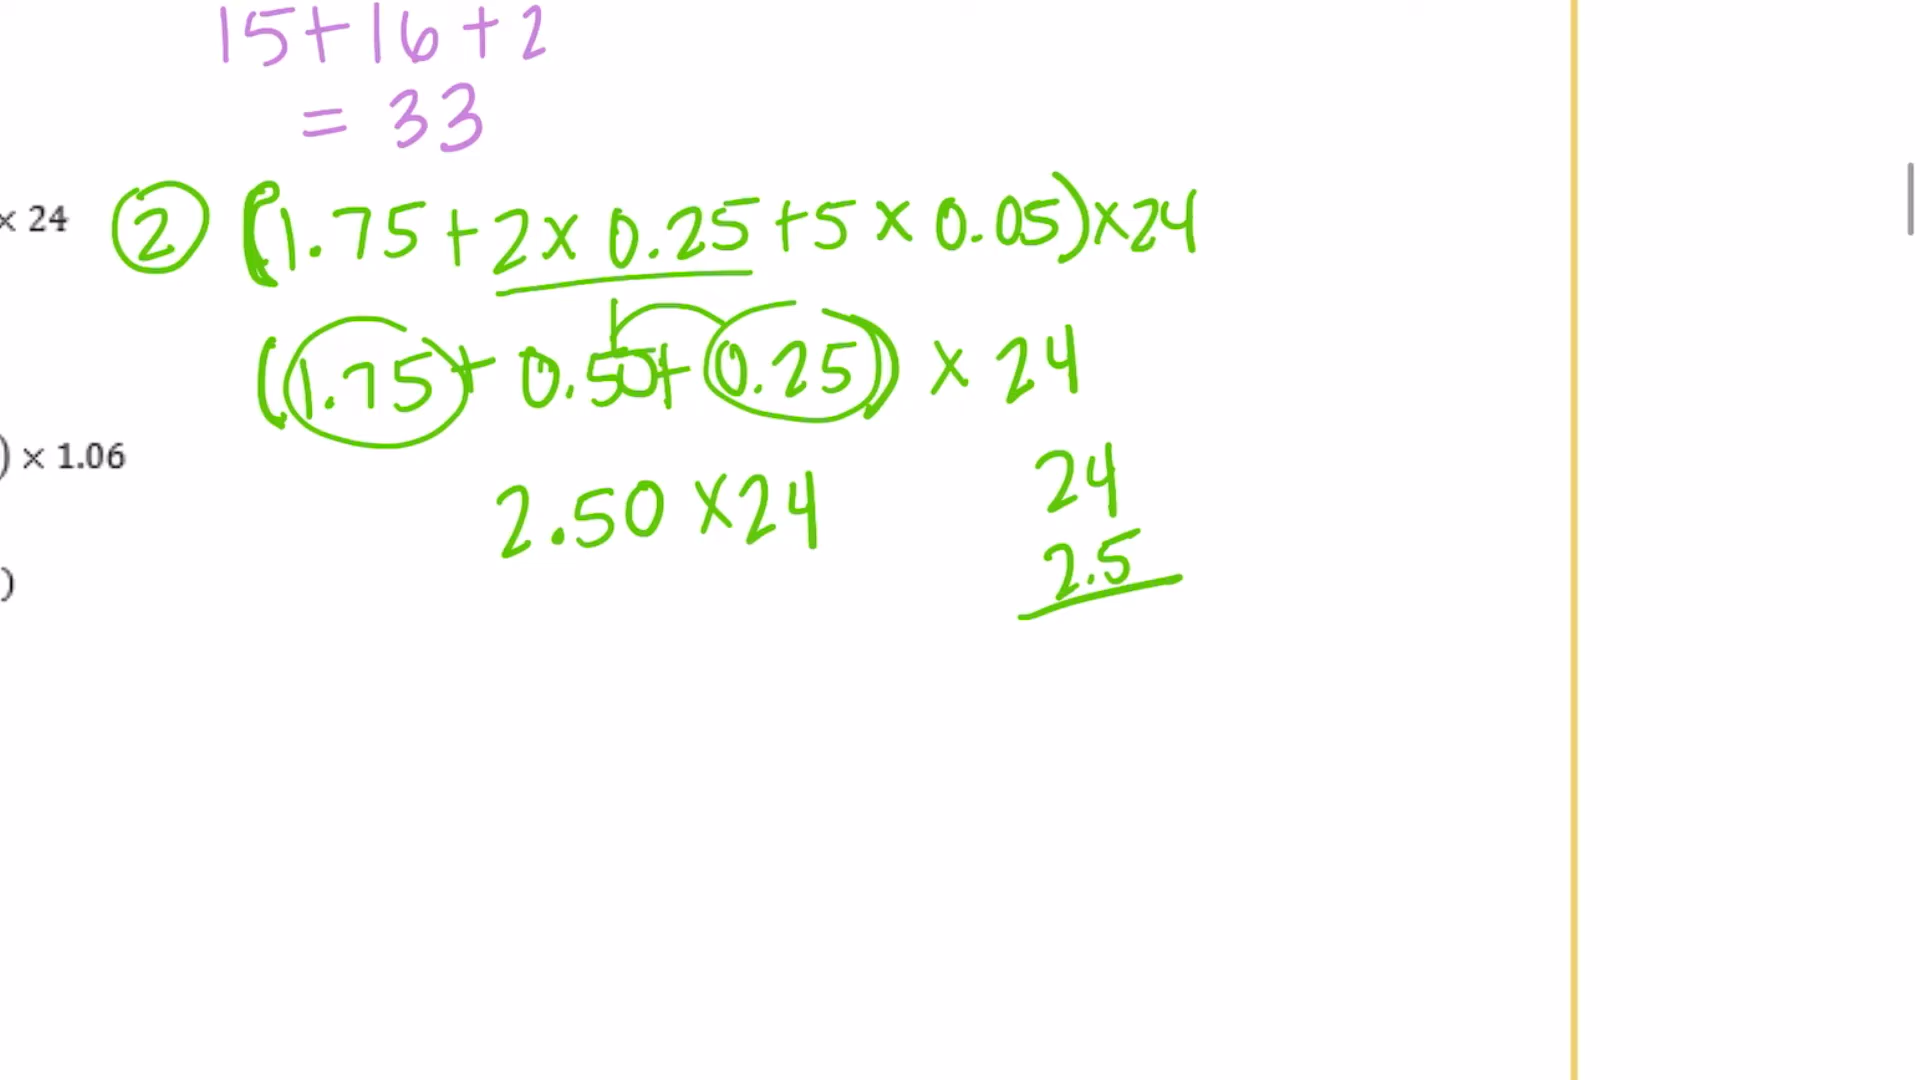 15+16+2
= 33
× 24 ② (1.75+2× 0.25+5 × 0.05)×24
(1.75+ 0.50+(0.25)) × 24
) × 1.06
2.50 ×24
24
2.5
)